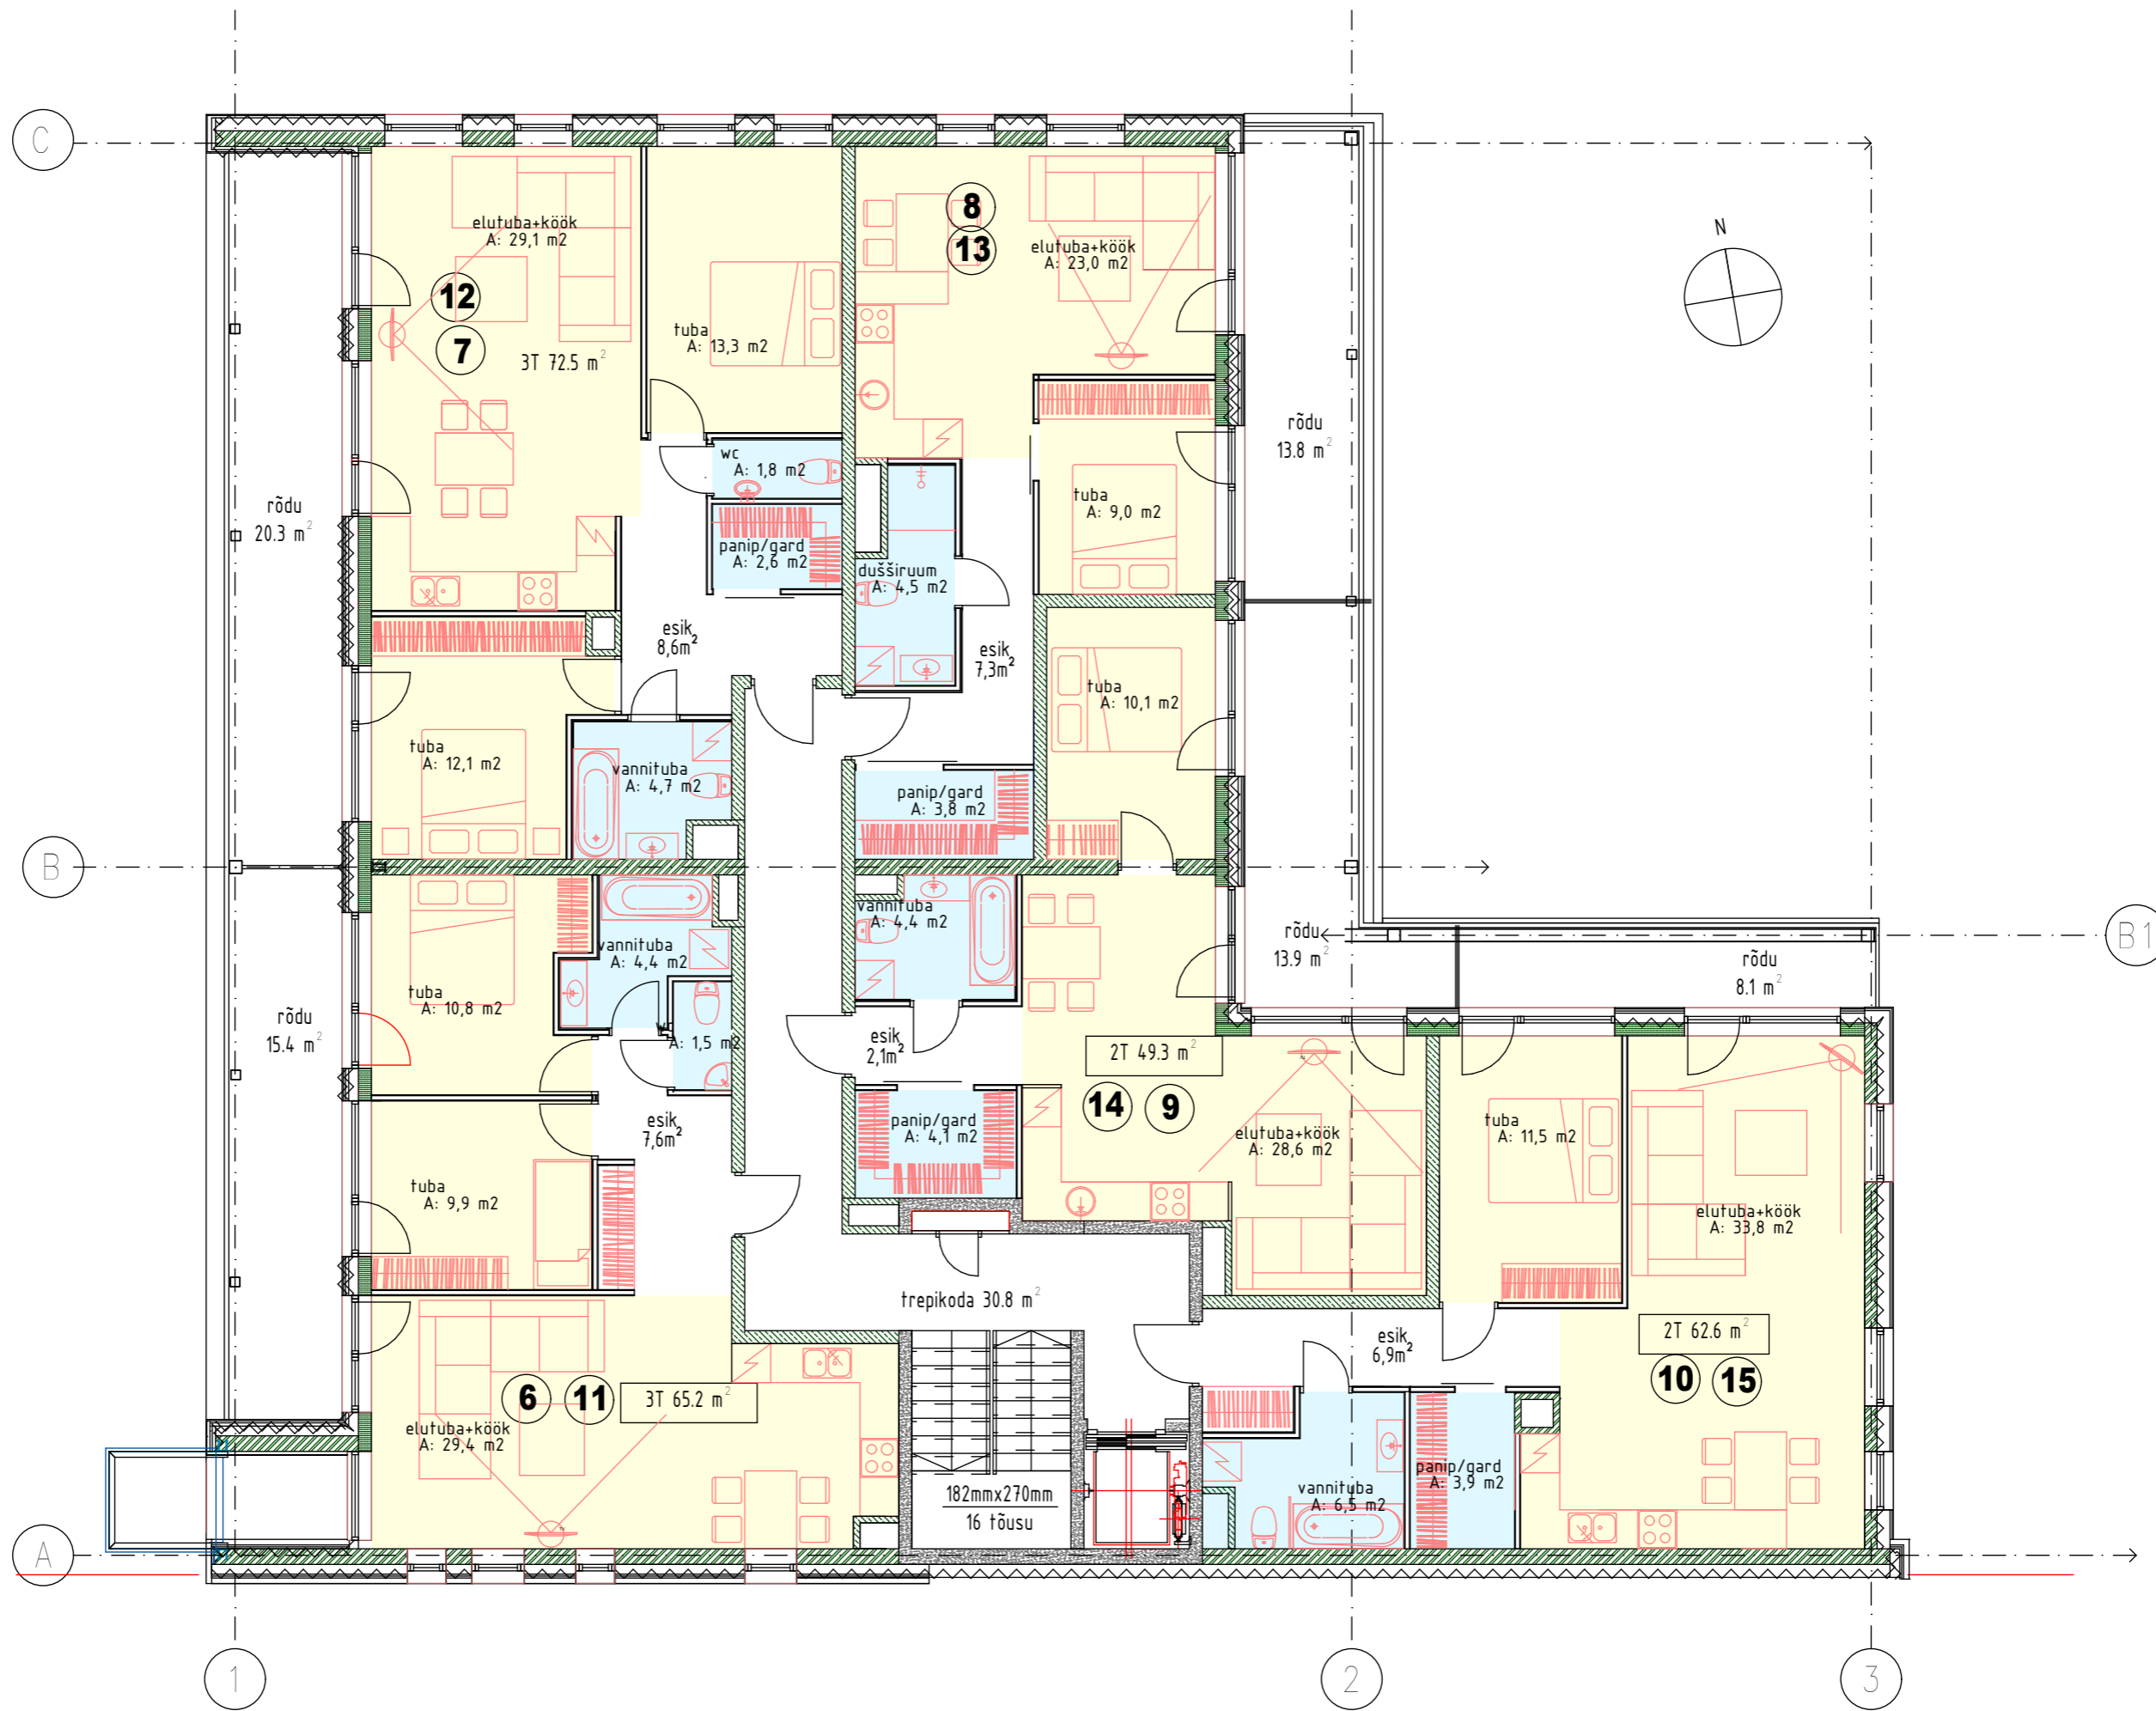 C
N
elutuba+köök
A: 29,1 m2
12
7
3T 72.5 m²
tuba
A: 13,3 m2
8
13
elutuba+köök
A: 23,0 m2
rõdu
13.8 m²
wc
A: 1,8 m2
rõdu
20.3 m²
panip/gard
A: 2,6 m2
tuba
A: 9,0 m2
dušširuum
A: 4,5 m2
esik
8,6m²
esik
7,3m²
tuba
A: 10,1 m2
tuba
A: 12,1 m2
vannituba
A: 4,7 m2
panip/gard
A: 3,8 m2
B
vannituba
A: 4,4 m2
vannituba
A: 4,4 m2
rõdu
13.9 m²
B1
rõdu
8.1 m²
tuba
A: 10,8 m2
rõdu
15.4 m²
A: 1,5 m2
esik
2,1m²
2T 49.3 m²
14
9
esik
7,6m²
panip/gard
A: 4,1 m2
elutuba+köök
A: 28,6 m2
tuba
A: 11,5 m2
tuba
A: 9,9 m2
elutuba+köök
A: 33,8 m2
trepikoda 30.8 m²
esik
6,9m²
2T 62.6 m²
10
15
6
11
3T 65.2 m²
elutuba+köök
A: 29,4 m2
182mmx270mm
16 tõusu
vannituba
A: 6,5 m2
panip/gard
A: 3,9 m2
A
1
2
3